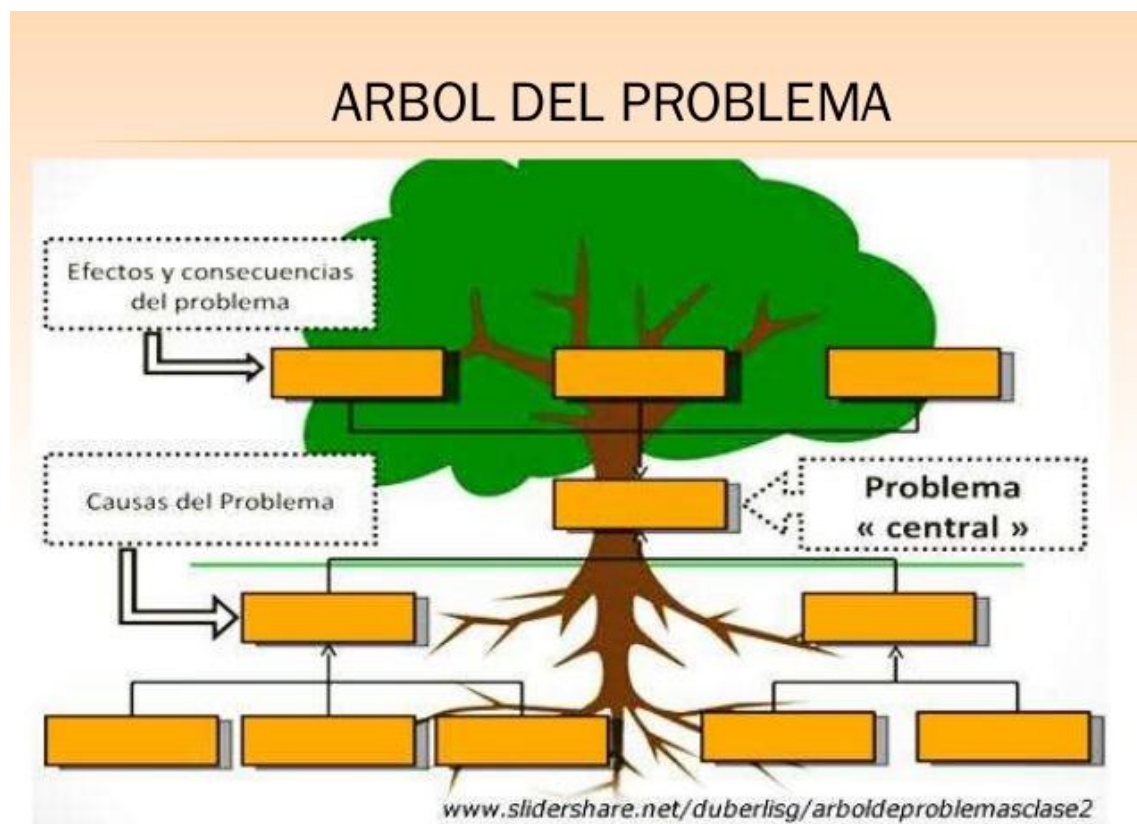 ARBOL DEL PROBLEMA
Efectos y consecuencias
del problema
Causas del Problema
Problema
« central »
www.slidershare.net/duberlisg/arboldeproblemasclase2